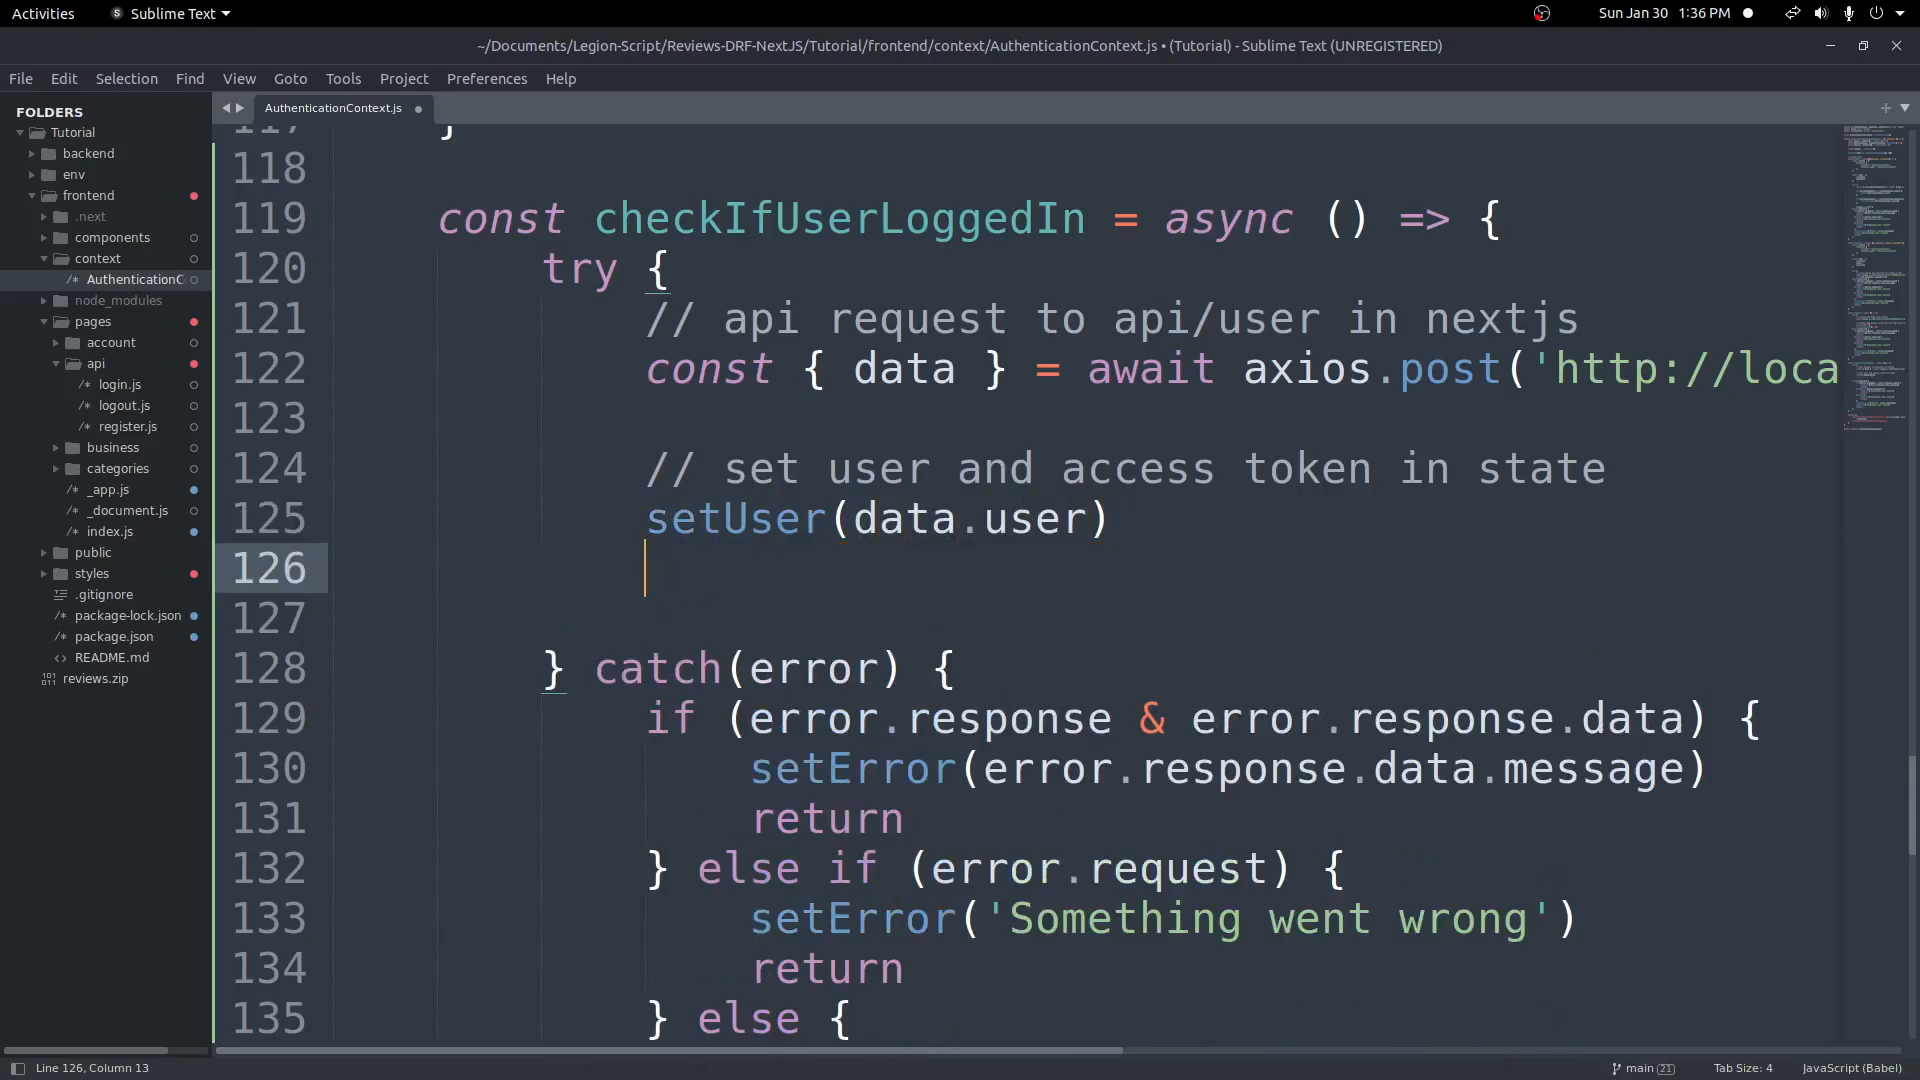 Activities Sublime Text Sun Jan 30 1:36 PM
~/Documents/Legion-Script/Reviews-DRF-NextJS/Tutorial/frontend/context/AuthenticationContext.js • (Tutorial) - Sublime Text (UNREGISTERED)
File Edit Selection Find View Goto Tools Project Preferences Help
FOLDERS
Tutorial
backend
env
frontend
.next
components
context
/* AuthenticationC
node_modules
pages
account
api
/* login.js
/* logout.js
/* register.js
business
categories
/* _app.js
/* _document.js
/* index.js
public
styles
.gitignore
/* package-lock.json
/* package.json
<> README.md
reviews.zip
AuthenticationContext.js
117 }
118
119 const checkIfUserLoggedIn = async () => {
120 try {
121 // api request to api/user in nextjs
122 const { data } = await axios.post('http://loca
123
124 // set user and access token in state
125 setUser(data.user)
126
127
128 } catch(error) {
129 if (error.response & error.response.data) {
130 setError(error.response.data.message)
131 return
132 } else if (error.request) {
133 setError('Something went wrong')
134 return
135 } else {
Line 126, Column 13 main 21 Tab Size: 4 JavaScript (Babel)